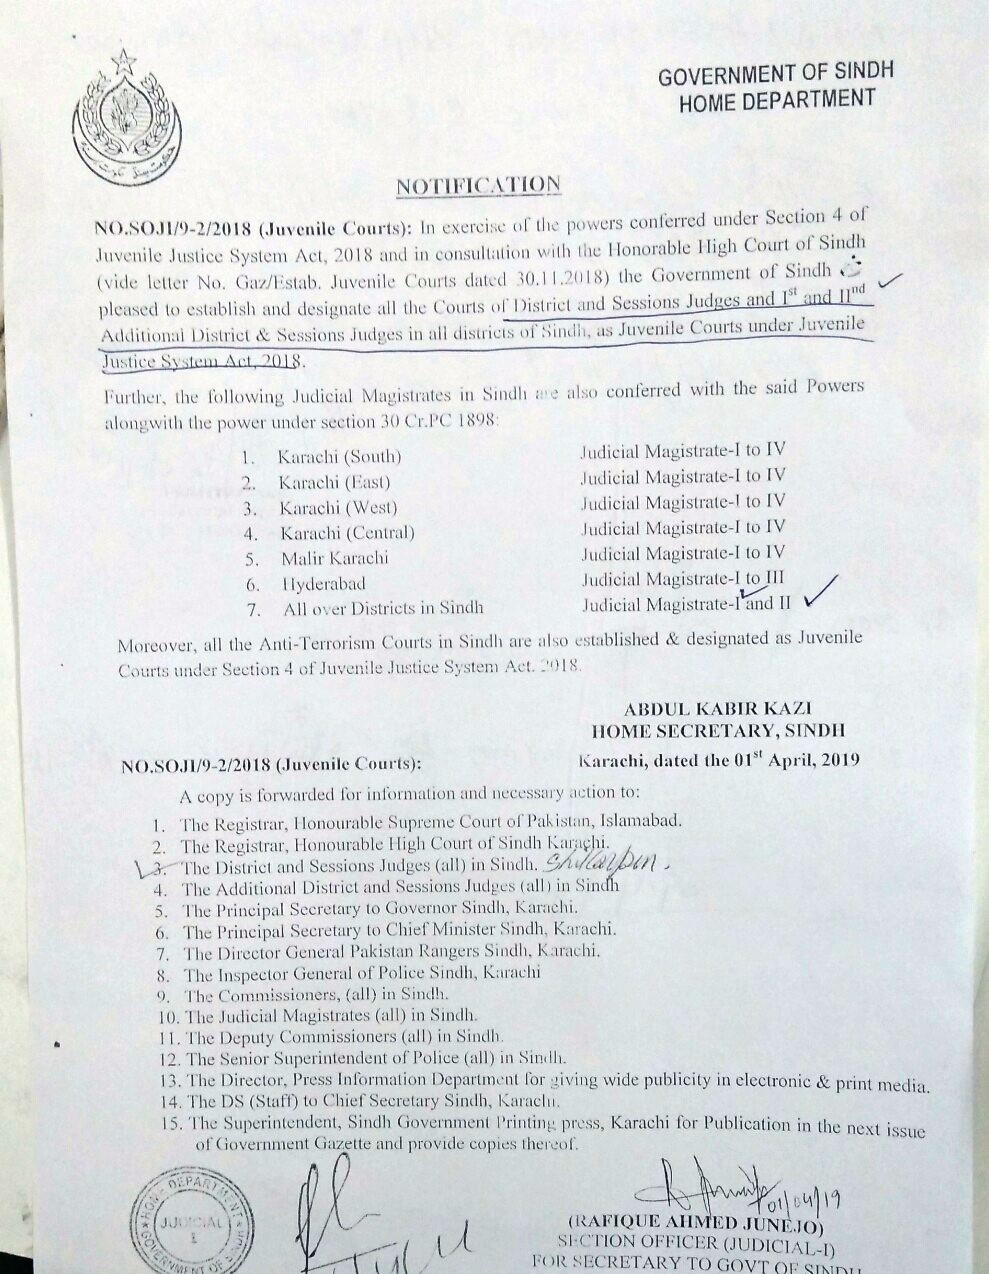 GOVERNMENT OF SINDH
HOME DEPARTMENT
NOTIFICATION
NO.SOJI/9-2/2018 (Juvenile Courts): In exercise of the powers conferred under Section 4 of
Juvenile Justice System Act, 2018 and in consultation with the Honorable High Court of Sindh
(vide letter No. Gaz/Estab. Juvenile Courts dated 30.11.2018) the Government of Sindh
pleased to establish and designate all the Courts of District and Sessions Judges and Ist and IInd
Additional District & Sessions Judges in all districts of Sindh, as Juvenile Courts under Juvenile
Justice System Act, 2018.
Further, the following Judicial Magistrates in Sindh are also conferred with the said Powers
alongwith the power under section 30 Cr.PC 1898:
1. Karachi (South) Judicial Magistrate-I to IV
2. Karachi (East) Judicial Magistrate-I to IV
3. Karachi (West) Judicial Magistrate-I to IV
4. Karachi (Central) Judicial Magistrate-I to IV
5. Malir Karachi Judicial Magistrate-I to IV
6. Hyderabad Judicial Magistrate-I to III
7. All over Districts in Sindh Judicial Magistrate-I and II
Moreover, all the Anti-Terrorism Courts in Sindh are also established & designated as Juvenile
Courts under Section 4 of Juvenile Justice System Act. 2018.
ABDUL KABIR KAZI
HOME SECRETARY, SINDH
NO.SOJI/9-2/2018 (Juvenile Courts): Karachi, dated the 01st April, 2019
A copy is forwarded for information and necessary action to:
1. The Registrar, Honourable Supreme Court of Pakistan, Islamabad.
2. The Registrar, Honourable High Court of Sindh Karachi.
3. The District and Sessions Judges (all) in Sindh. Shikarpur.
4. The Additional District and Sessions Judges (all) in Sindh
5. The Principal Secretary to Governor Sindh, Karachi.
6. The Principal Secretary to Chief Minister Sindh, Karachi.
7. The Director General Pakistan Rangers Sindh, Karachi.
8. The Inspector General of Police Sindh, Karachi
9. The Commissioners, (all) in Sindh.
10. The Judicial Magistrates (all) in Sindh.
11. The Deputy Commissioners (all) in Sindh.
12. The Senior Superintendent of Police (all) in Sindh.
13. The Director, Press Information Department for giving wide publicity in electronic & print media.
14. The DS (Staff) to Chief Secretary Sindh, Karachi.
15. The Superintendent, Sindh Government Printing press, Karachi for Publication in the next issue
of Government Gazette and provide copies thereof.
HOME DEPARTMENT
JUDICIAL
I
GOVERNMENT OF SINDH
01/04/19
(RAFIQUE AHMED JUNEJO)
SECTION OFFICER (JUDICIAL-I)
FOR SECRETARY TO GOVT OF SINDH